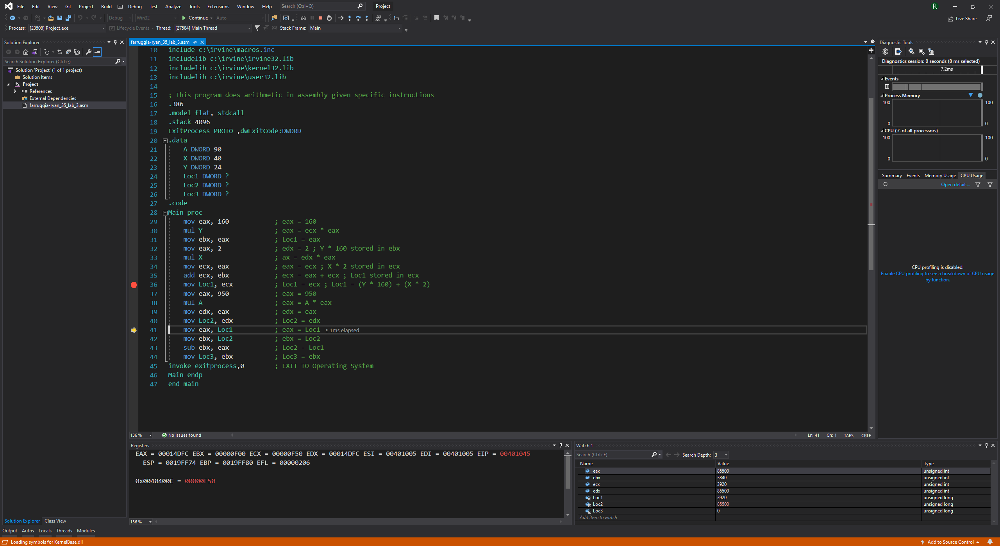 File Edit View Git Project Build Debug Test Analyze Tools Extensions Window Help Search (Ctrl+Q) Project R
Debug Win32 Continue Auto Live Share
Process: [23508] Project.exe Lifecycle Events Thread: [27584] Main Thread Stack Frame: Main
Solution Explorer
Search Solution Explorer (Ctrl+;)
Solution 'Project' (1 of 1 project)
Solution Items
Project
References
External Dependencies
farruggia-ryan_35_lab_3.asm
Solution Explorer Class View
farruggia-ryan_35_lab_3.asm
10 include c:\irvine\macros.inc
11 includelib c:\irvine\irvine32.lib
12 includelib c:\irvine\kernel32.lib
13 includelib c:\irvine\user32.lib
14
15 ; This program does arithmetic in assembly given specific instructions
16 .386
17 .model flat, stdcall
18 .stack 4096
19 ExitProcess PROTO ,dwExitCode:DWORD
20 .data
21 A DWORD 90
22 X DWORD 40
23 Y DWORD 24
24 Loc1 DWORD ?
25 Loc2 DWORD ?
26 Loc3 DWORD ?
27 .code
28 Main proc
29 mov eax, 160 ; eax = 160
30 mul Y ; eax = ecx * eax
31 mov ebx, eax ; Loc1 = eax
32 mov eax, 2 ; edx = 2 ; Y * 160 stored in ebx
33 mul X ; ax = edx * eax
34 mov ecx, eax ; eax = ecx ; X * 2 stored in ecx
35 add ecx, ebx ; ecx = eax + ecx ; Loc1 stored in ecx
36 mov Loc1, ecx ; Loc1 = ecx ; Loc1 = (Y * 160) + (X * 2)
37 mov eax, 950 ; eax = 950
38 mul A ; eax = A * eax
39 mov edx, eax ; edx = eax
40 mov Loc2, edx ; Loc2 = edx
41 mov eax, Loc1 ; eax = Loc1 ≤ 1ms elapsed
42 mov ebx, Loc2 ; ebx = Loc2
43 sub ebx, eax ; Loc2 - Loc1
44 mov Loc3, ebx ; Loc3 = ebx
45 invoke exitprocess,0 ; EXIT TO Operating System
46 Main endp
47 end main
136 % No issues found Ln: 41 Ch: 1 TABS CRLF
Diagnostic Tools
Diagnostics session: 0 seconds (8 ms selected)
7.2ms
Events
Process Memory
100 100
0 0
CPU (% of all processors)
100 100
0 0
Summary Events Memory Usage CPU Usage
Open details...
CPU profiling is disabled.
Enable CPU profiling to see a breakdown of CPU usage
by function.
Registers
EAX = 00014DFC EBX = 00000F00 ECX = 00000F50 EDX = 00014DFC ESI = 00401005 EDI = 00401005 EIP = 00401045
ESP = 0019FF74 EBP = 0019FF80 EFL = 00000206
0x0040400C = 00000F50
136 %
Watch 1
Search (Ctrl+E) Search Depth: 3
Name Value Type
eax 85500 unsigned int
ebx 3840 unsigned int
ecx 3920 unsigned int
edx 85500 unsigned int
Loc1 3920 unsigned long
Loc2 85500 unsigned long
Loc3 0 unsigned long
Add item to watch
Output Autos Locals Threads Modules
Loading symbols for KernelBase.dll Add to Source Control